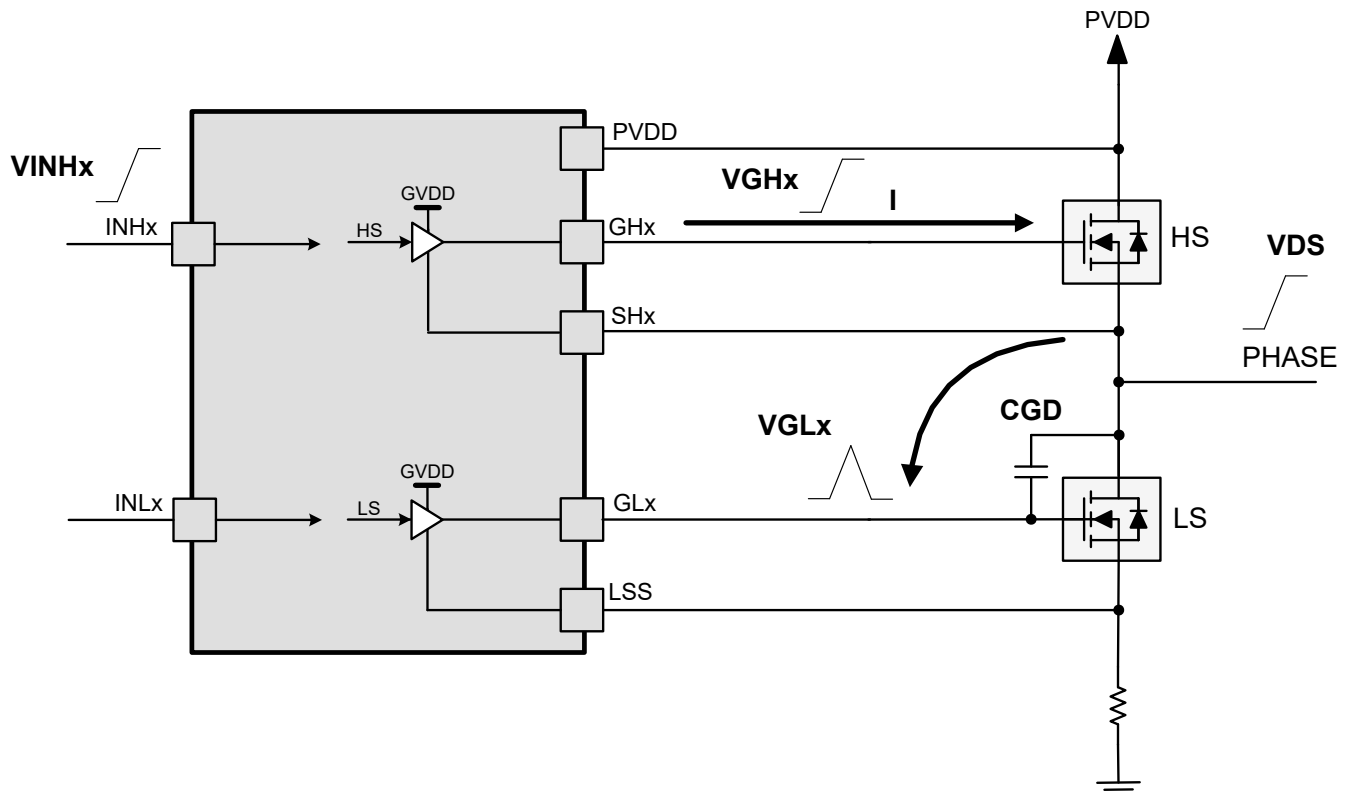 PVDD
PVDD
VINHx
GVDD
VGHx
I
INHx
HS
GHx
HS
VDS
SHx
PHASE
CGD
VGLx
GVDD
INLx
LS
GLx
LS
LSS